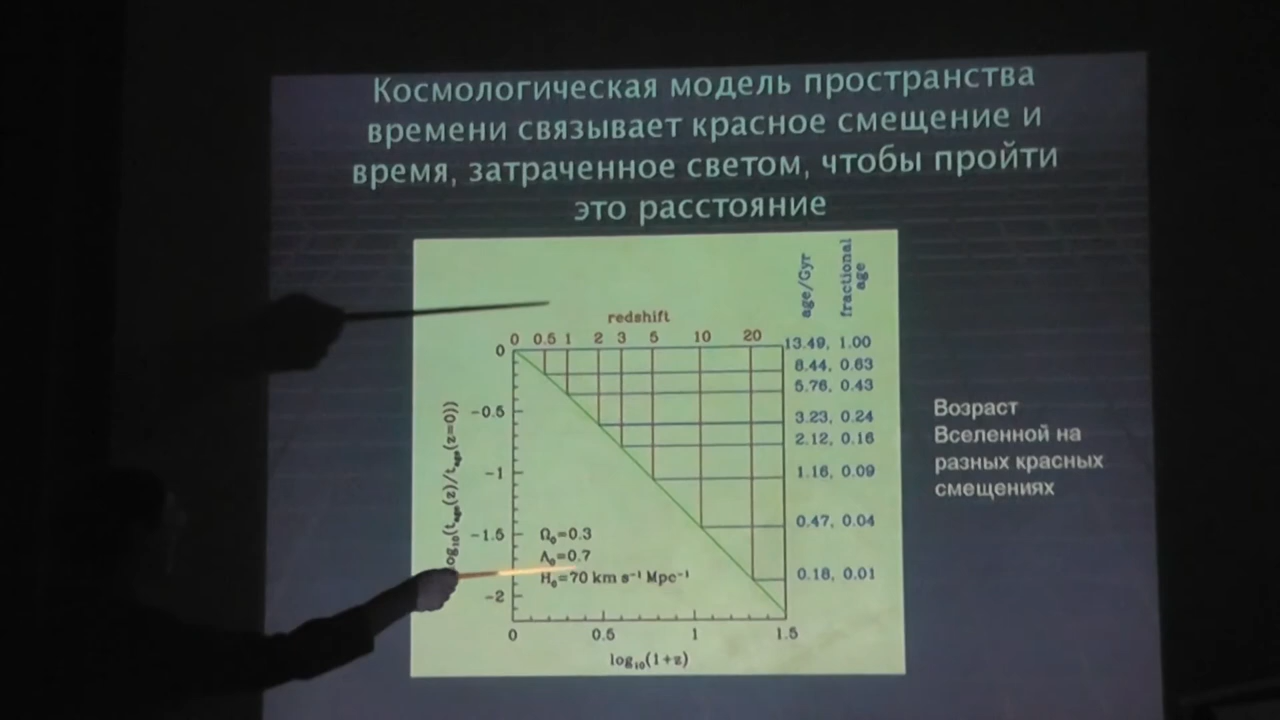 Космологическая модель пространства
времени связывает красное смещение и
время, затраченное светом, чтобы пройти
это расстояние
age/Gyr
fractional
age
redshift
0 0.5 1 2 3 5 10 20
13.49, 1.00
8.44, 0.63
5.76, 0.43
3.23, 0.24
2.12, 0.16
1.16, 0.09
0.47, 0.04
0.18, 0.01
0
−0.5
−1
−1.5
−2
log₁₀(t_age(z)/t_age(z=0))
Ω₀=0.3
Λ₀=0.7
H₀=70 km s⁻¹ Mpc⁻¹
0 0.5 1 1.5
log₁₀(1+z)
Возраст
Вселенной на
разных красных
смещениях